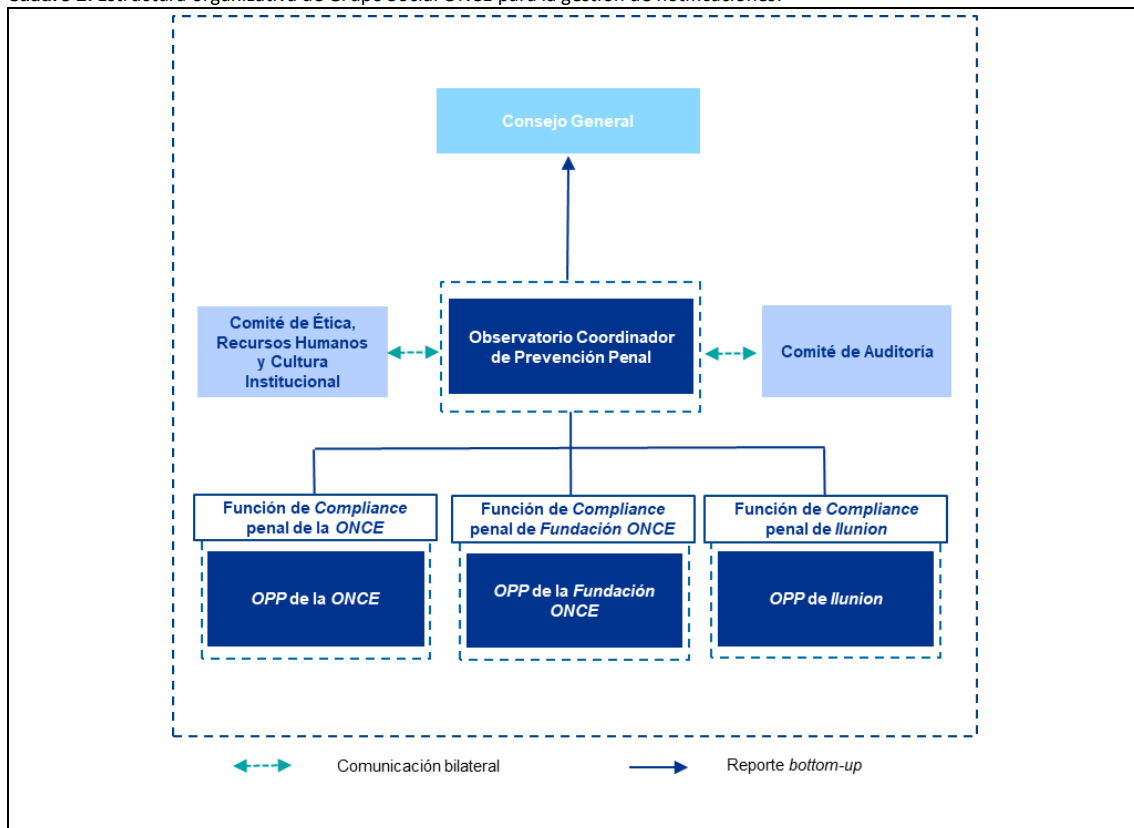 Consejo General
Comité de Ética,
Recursos Humanos
y Cultura
Institucional
Observatorio Coordinador
de Prevención Penal
Comité de Auditoría
Función de Compliance
penal de la ONCE
Función de Compliance
penal de Fundación ONCE
Función de Compliance
penal de Ilunion
OPP de la ONCE
OPP de la Fundación
ONCE
OPP de Ilunion
Comunicación bilateral
Reporte bottom-up